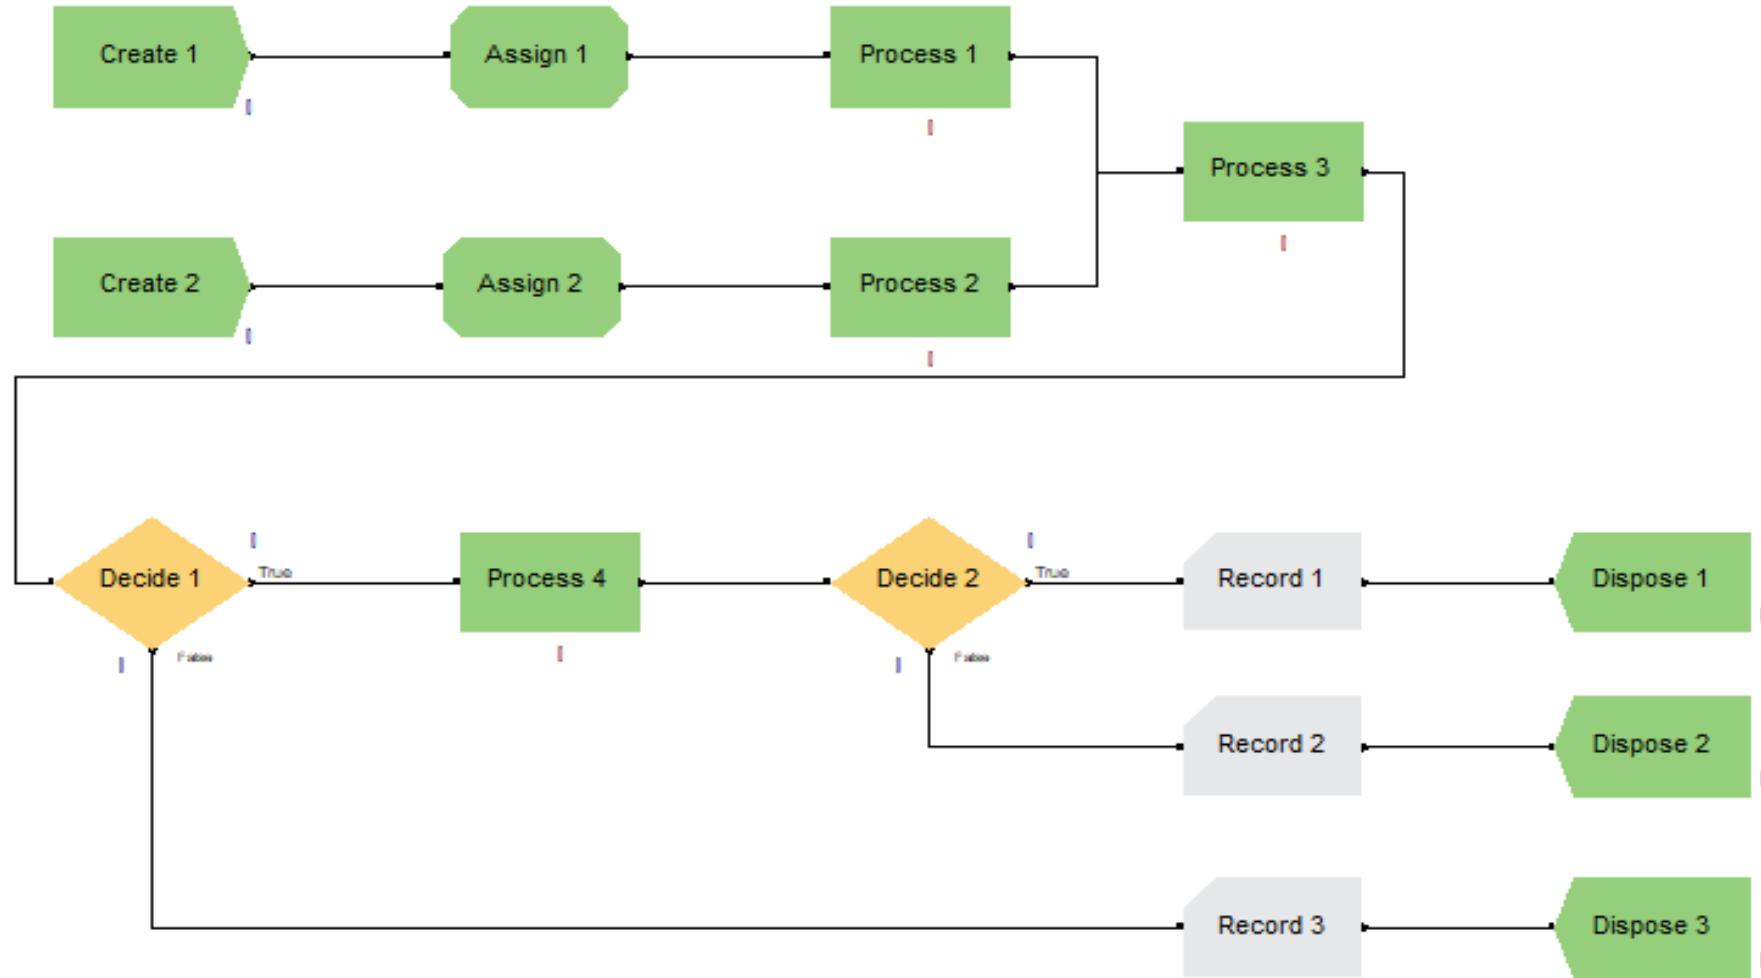 Create 1
Assign 1
Process 1
Process 3
Create 2
Assign 2
Process 2
Decide 1
True
False
Process 4
Decide 2
True
False
Record 1
Dispose 1
Record 2
Dispose 2
Record 3
Dispose 3